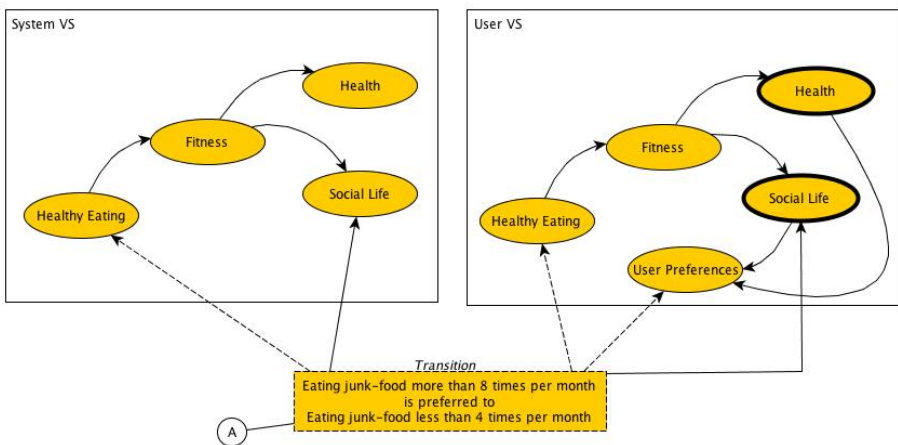 System VS
Health
Fitness
Social Life
Healthy Eating
User VS
Health
Fitness
Social Life
Healthy Eating
User Preferences
Transition
Eating junk-food more than 8 times per month
is preferred to
Eating junk-food less than 4 times per month
A